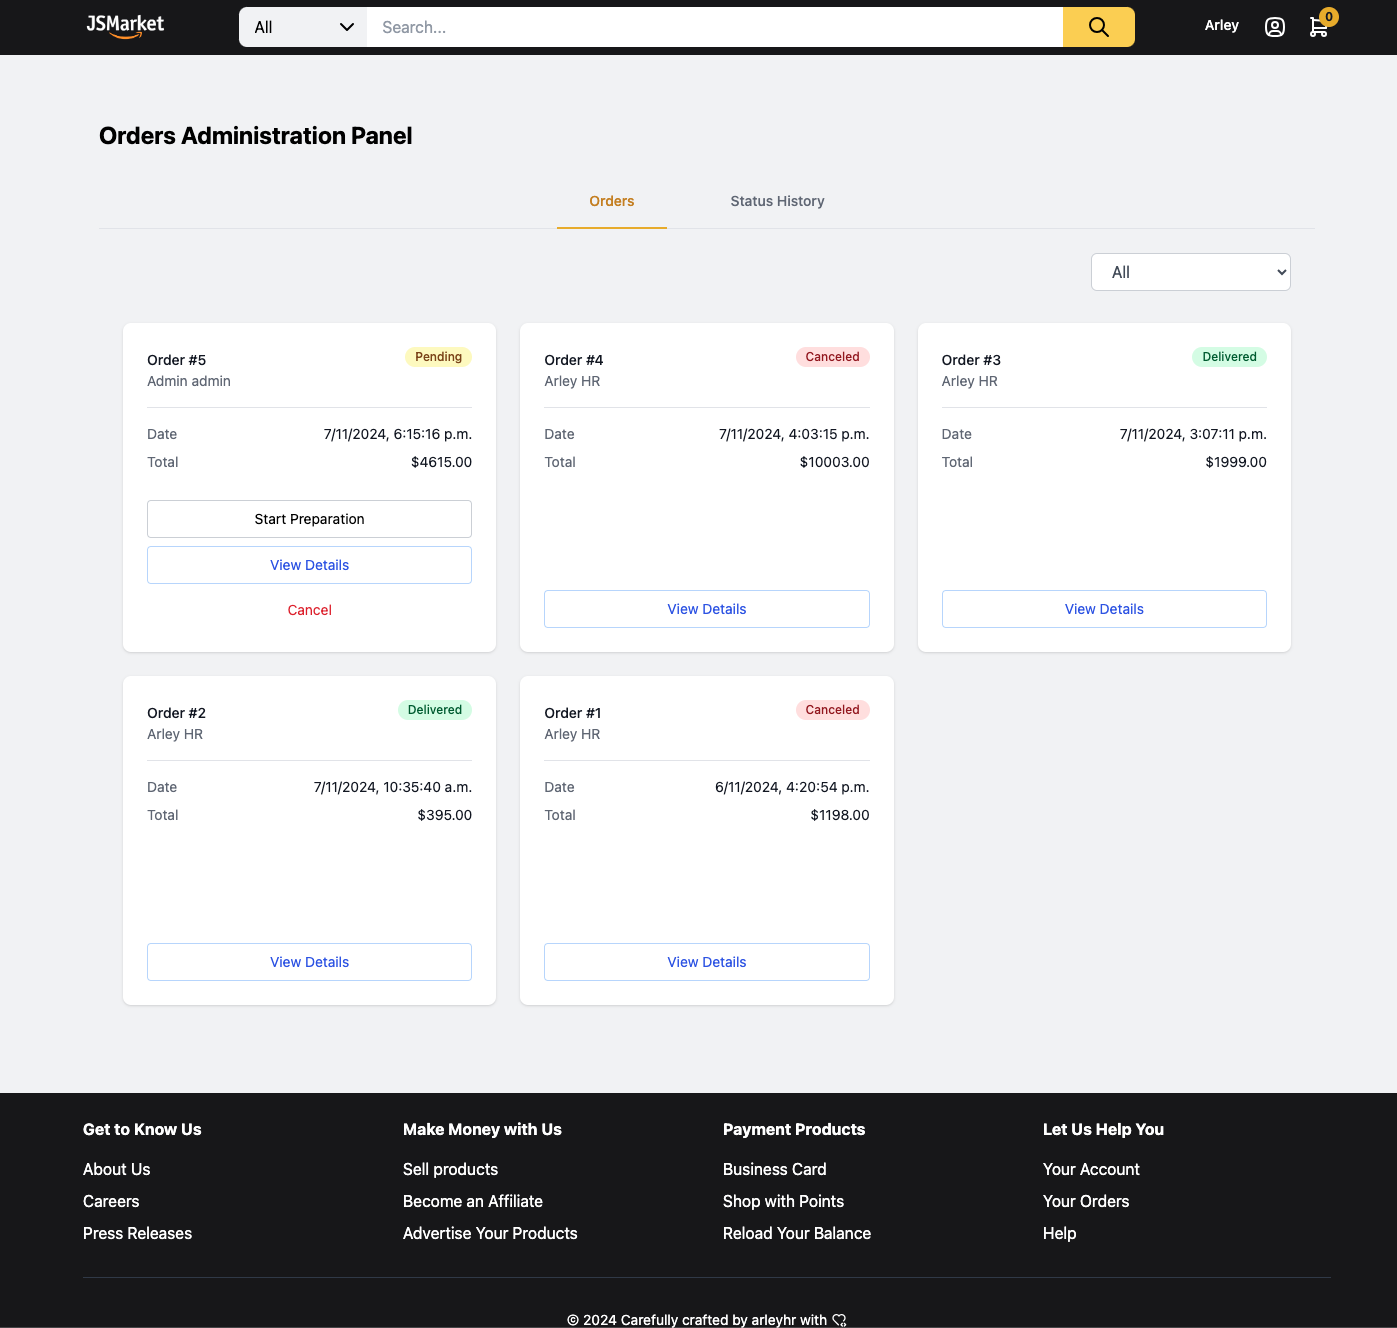 JSMarket
All
Search...
Arley
0
Orders Administration Panel
Orders
Status History
All
Order #5
Pending
Admin admin
Date
7/11/2024, 6:15:16 p.m.
Total
$4615.00
Start Preparation
View Details
Cancel
Order #4
Canceled
Arley HR
Date
7/11/2024, 4:03:15 p.m.
Total
$10003.00
View Details
Order #3
Delivered
Arley HR
Date
7/11/2024, 3:07:11 p.m.
Total
$1999.00
View Details
Order #2
Delivered
Arley HR
Date
7/11/2024, 10:35:40 a.m.
Total
$395.00
View Details
Order #1
Canceled
Arley HR
Date
6/11/2024, 4:20:54 p.m.
Total
$1198.00
View Details
Get to Know Us
About Us
Careers
Press Releases
Make Money with Us
Sell products
Become an Affiliate
Advertise Your Products
Payment Products
Business Card
Shop with Points
Reload Your Balance
Let Us Help You
Your Account
Your Orders
Help
© 2024 Carefully crafted by arleyhr with